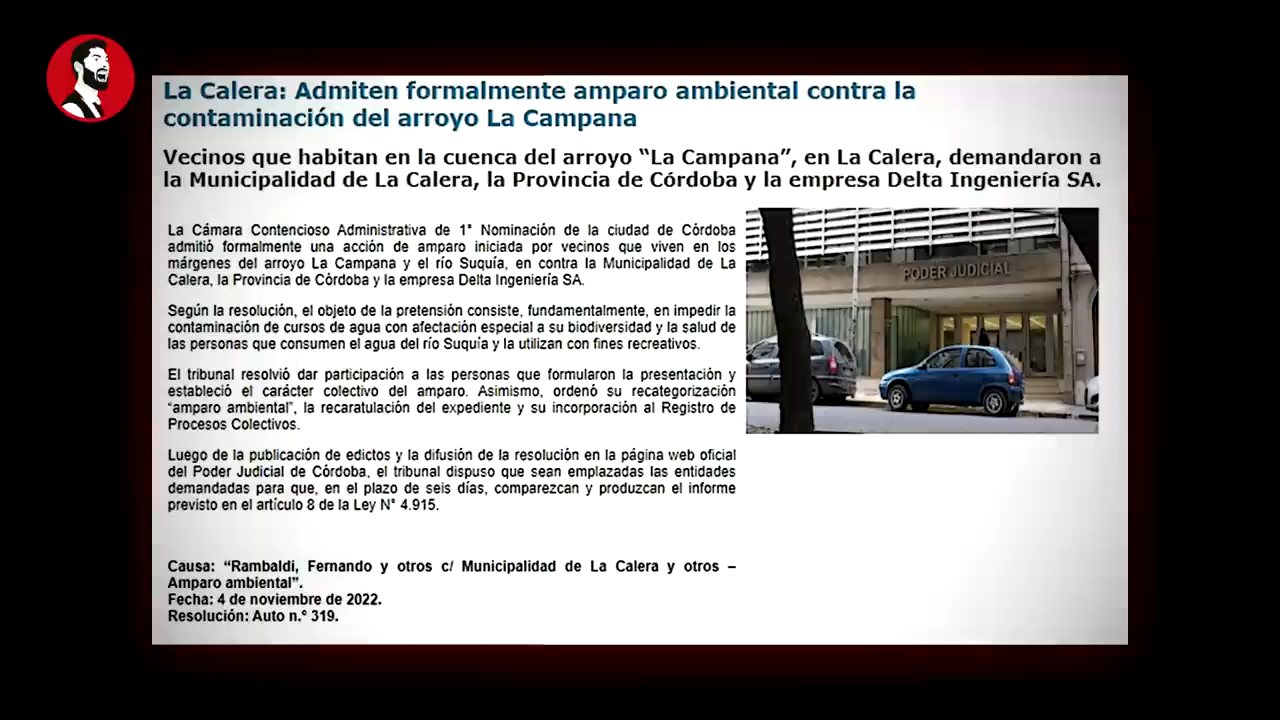 La Calera: Admiten formalmente amparo ambiental contra la
contaminación del arroyo La Campana
Vecinos que habitan en la cuenca del arroyo “La Campana”, en La Calera, demandaron a
la Municipalidad de La Calera, la Provincia de Córdoba y la empresa Delta Ingeniería SA.
La Cámara Contencioso Administrativa de 1° Nominación de la ciudad de Córdoba
admitió formalmente una acción de amparo iniciada por vecinos que viven en los
márgenes del arroyo La Campana y el río Suquía, en contra la Municipalidad de La
Calera, la Provincia de Córdoba y la empresa Delta Ingeniería SA.
Según la resolución, el objeto de la pretensión consiste, fundamentalmente, en impedir la
contaminación de cursos de agua con afectación especial a su biodiversidad y la salud de
las personas que consumen el agua del río Suquía y la utilizan con fines recreativos.
El tribunal resolvió dar participación a las personas que formularon la presentación y
estableció el carácter colectivo del amparo. Asimismo, ordenó su recategorización
“amparo ambiental”, la recaratulación del expediente y su incorporación al Registro de
Procesos Colectivos.
Luego de la publicación de edictos y la difusión de la resolución en la página web oficial
del Poder Judicial de Córdoba, el tribunal dispuso que sean emplazadas las entidades
demandadas para que, en el plazo de seis días, comparezcan y produzcan el informe
previsto en el artículo 8 de la Ley N° 4.915.
Causa: “Rambaldi, Fernando y otros c/ Municipalidad de La Calera y otros –
Amparo ambiental”.
Fecha: 4 de noviembre de 2022.
Resolución: Auto n.° 319.
PODER JUDICIAL